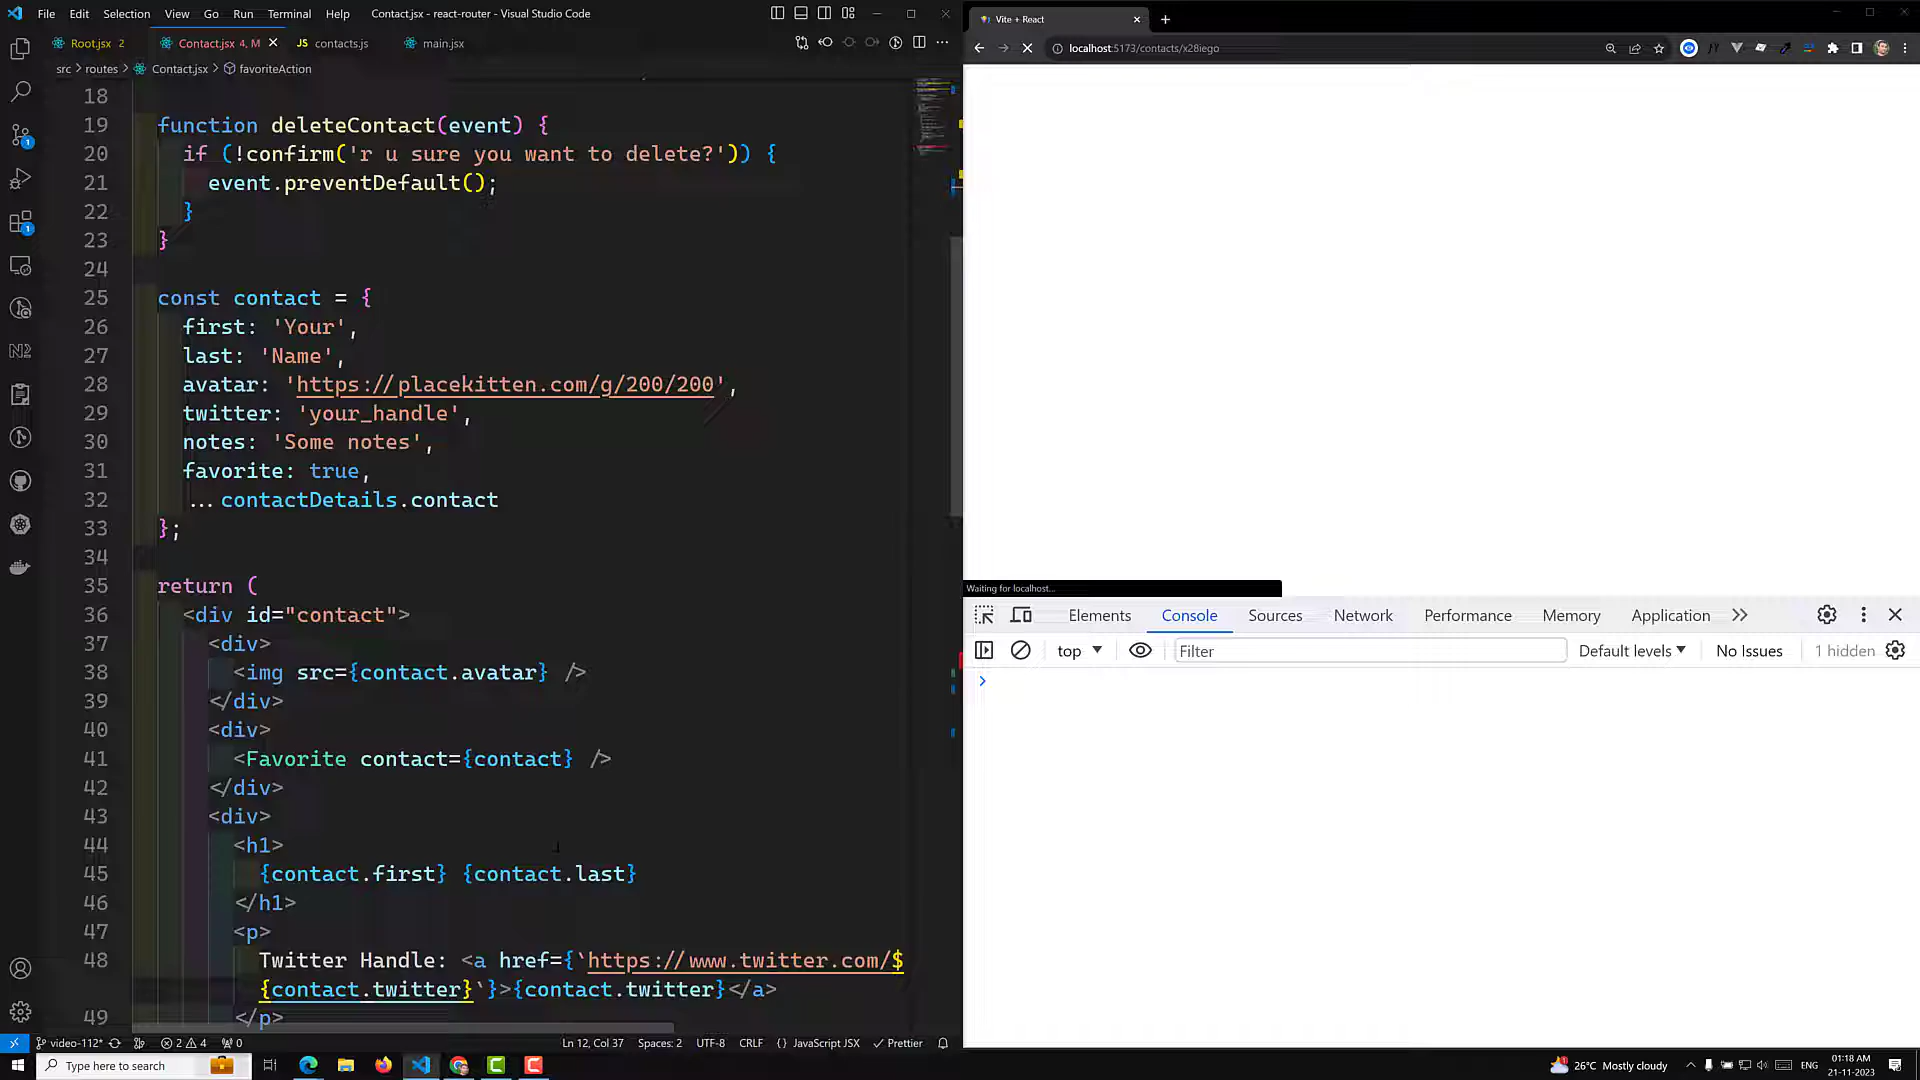 File Edit Selection View Go Run Terminal Help Contact.jsx - react-router - Visual Studio Code
Root.jsx 2 Contact.jsx 4, M contacts.js main.jsx
src > routes > Contact.jsx > favoriteAction
18
19 function deleteContact(event) {
20 if (!confirm('r u sure you want to delete?')) {
21 event.preventDefault();
22 }
23 }
24
25 const contact = {
26 first: 'Your',
27 last: 'Name',
28 avatar: 'https://placekitten.com/g/200/200',
29 twitter: 'your_handle',
30 notes: 'Some notes',
31 favorite: true,
32 ...contactDetails.contact
33 };
34
35 return (
36 <div id="contact">
37 <div>
38 <img src={contact.avatar} />
39 </div>
40 <div>
41 <Favorite contact={contact} />
42 </div>
43 <div>
44 <h1>
45 {contact.first} {contact.last}
46 </h1>
47 <p>
48 Twitter Handle: <a href={`https://www.twitter.com/$
{contact.twitter}`}>{contact.twitter}</a>
49 </p>
video-112* 2 4 0 Ln 12, Col 37 Spaces: 2 UTF-8 CRLF {} JavaScript JSX Prettier
Vite + React
localhost:5173/contacts/x28iego
Waiting for localhost...
Elements Console Sources Network Performance Memory Application
top Filter Default levels No Issues 1 hidden
Type here to search
26°C Mostly cloudy ENG 01:18 AM
21-11-2023